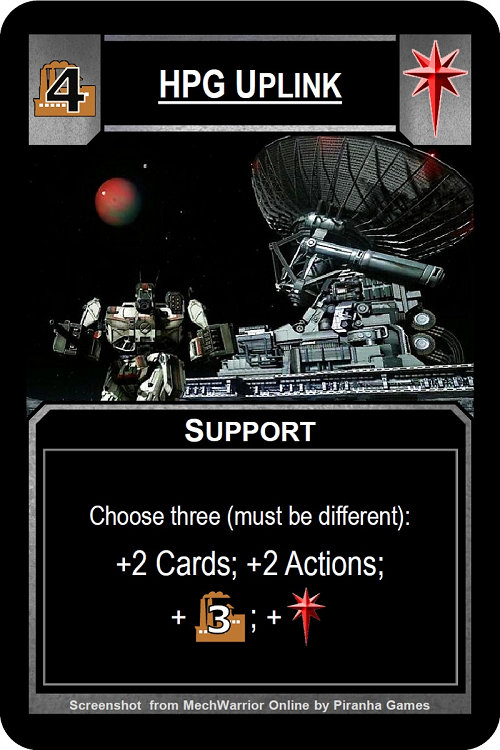 4
HPG UPLINK
SUPPORT
Choose three (must be different):
+2 Cards; +2 Actions;
+ 3 ; +
Screenshot from MechWarrior Online by Piranha Games